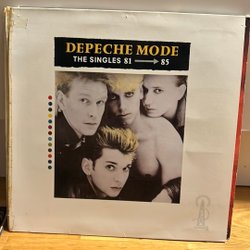 DEPECHE MODE
THE SINGLES 81 → 85